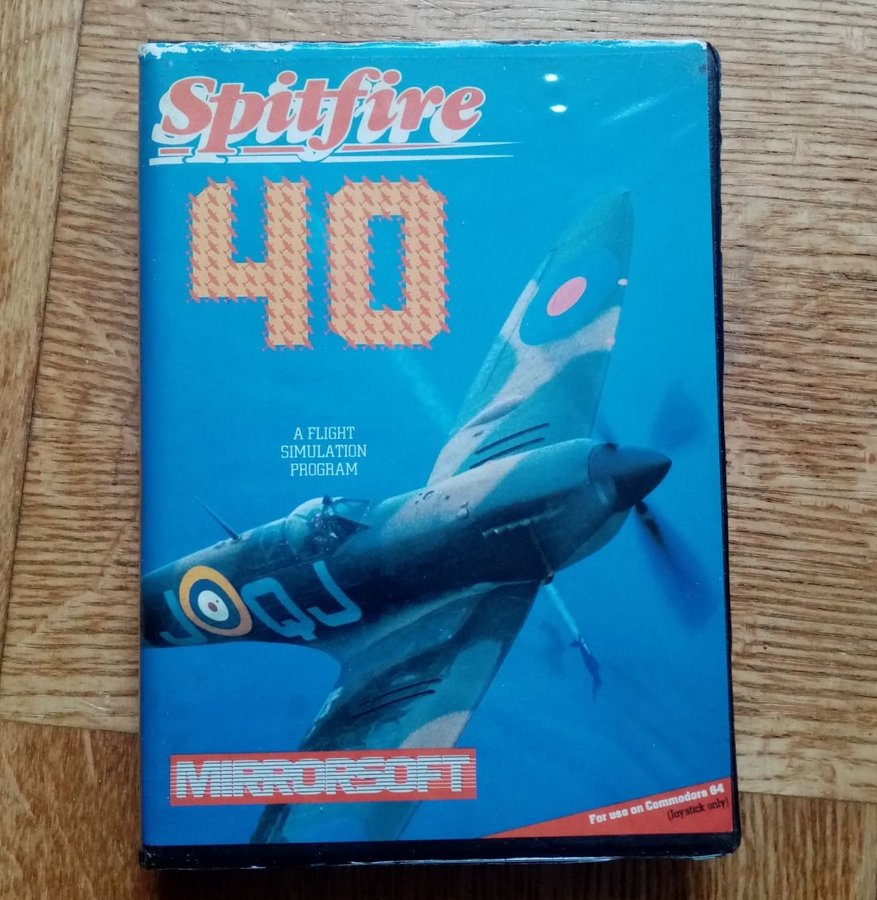 Spitfire
40
A FLIGHT
SIMULATION
PROGRAM
J QJ
MIRRORSOFT
For use on Commodore 64
(Joystick only)